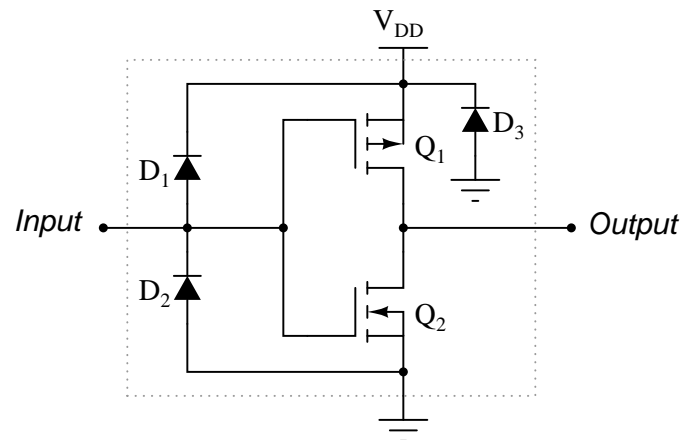 V_DD
D_3
Q_1
D_1
Input
Output
D_2
Q_2